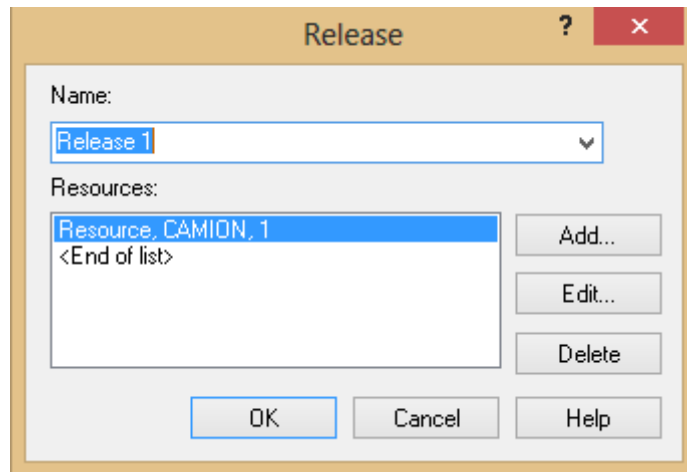 Release
?
×
Name:
Release 1
Resources:
Resource, CAMION, 1
<End of list>
Add...
Edit...
Delete
OK
Cancel
Help